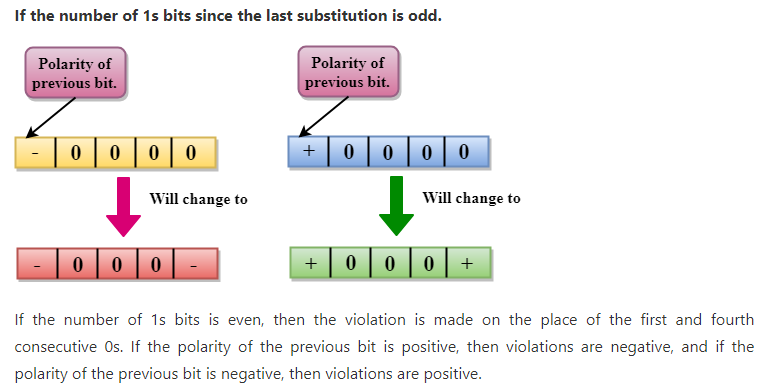 If the number of 1s bits since the last substitution is odd.
Polarity of
previous bit.
Polarity of
previous bit.
- 0 0 0 0
+ 0 0 0 0
Will change to
Will change to
- 0 0 0 -
+ 0 0 0 +
If the number of 1s bits is even, then the violation is made on the place of the first and fourth
consecutive 0s. If the polarity of the previous bit is positive, then violations are negative, and if the
polarity of the previous bit is negative, then violations are positive.